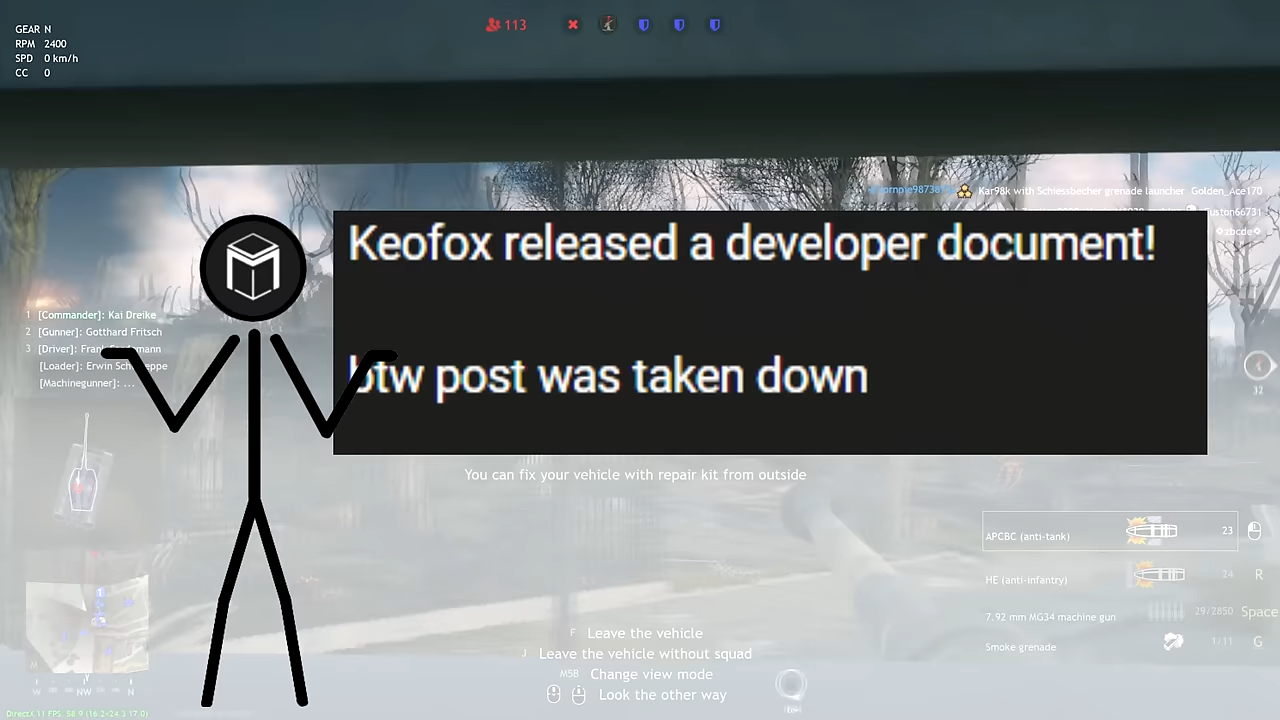 GEAR N
RPM 2400
SPD 0 km/h
CC 0
113
Kar98k with Schiessbecher grenade launcher Golden_Ace170
zbcde
Keofox released a developer document!
btw post was taken down
1 [Commander]: Kai Dreike
2 [Gunner]: Gotthard Fritsch
3 [Driver]:
[Loader]: Erwin
[Machinegunner]: ...
32
You can fix your vehicle with repair kit from outside
APCBC (anti-tank) 23
HE (anti-infantry) 24 R
7.92 mm MG34 machine gun 29/2850 Space
Smoke grenade 1/11 G
F Leave the vehicle
J Leave the vehicle without squad
M5B Change view mode
Look the other way
M
W NW N